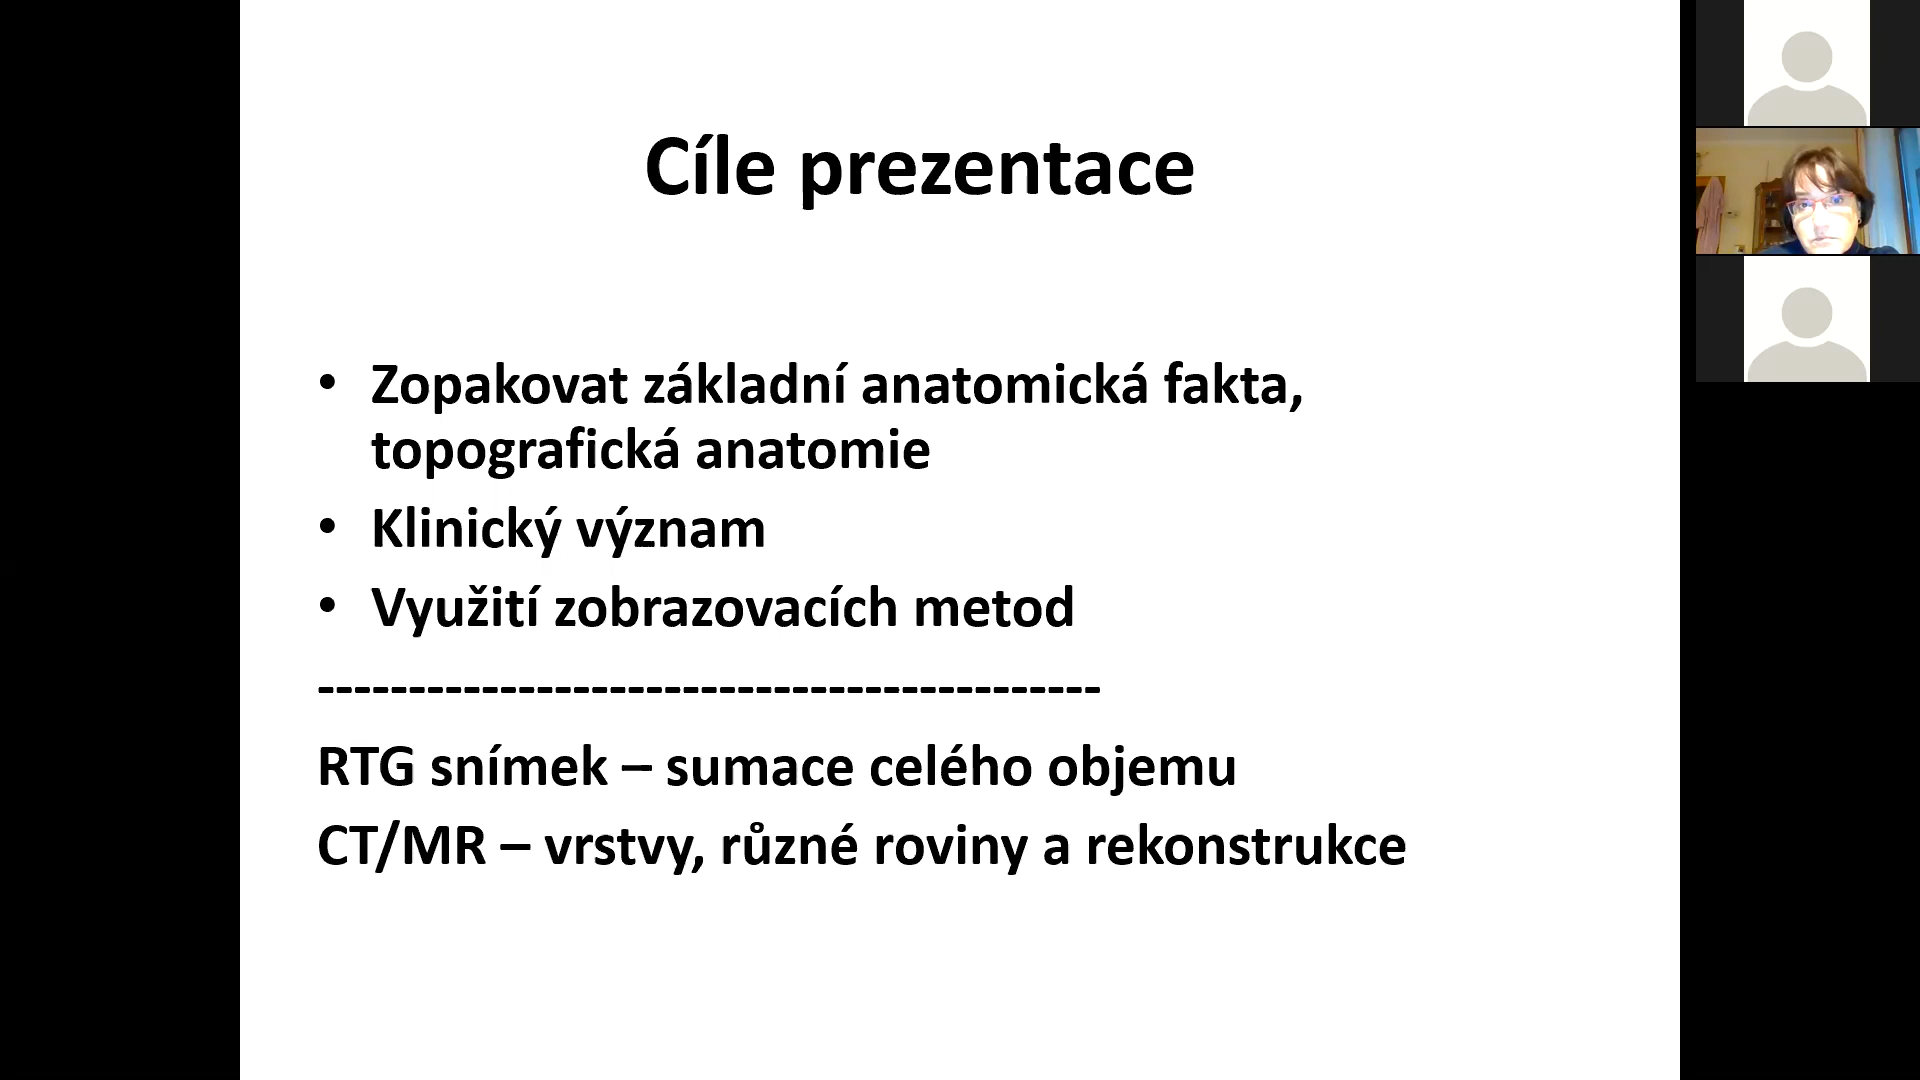 Cíle prezentace
• Zopakovat základní anatomická fakta,
topografická anatomie
• Klinický význam
• Využití zobrazovacích metod
-------------------------------------------
RTG snímek – sumace celého objemu
CT/MR – vrstvy, různé roviny a rekonstrukce